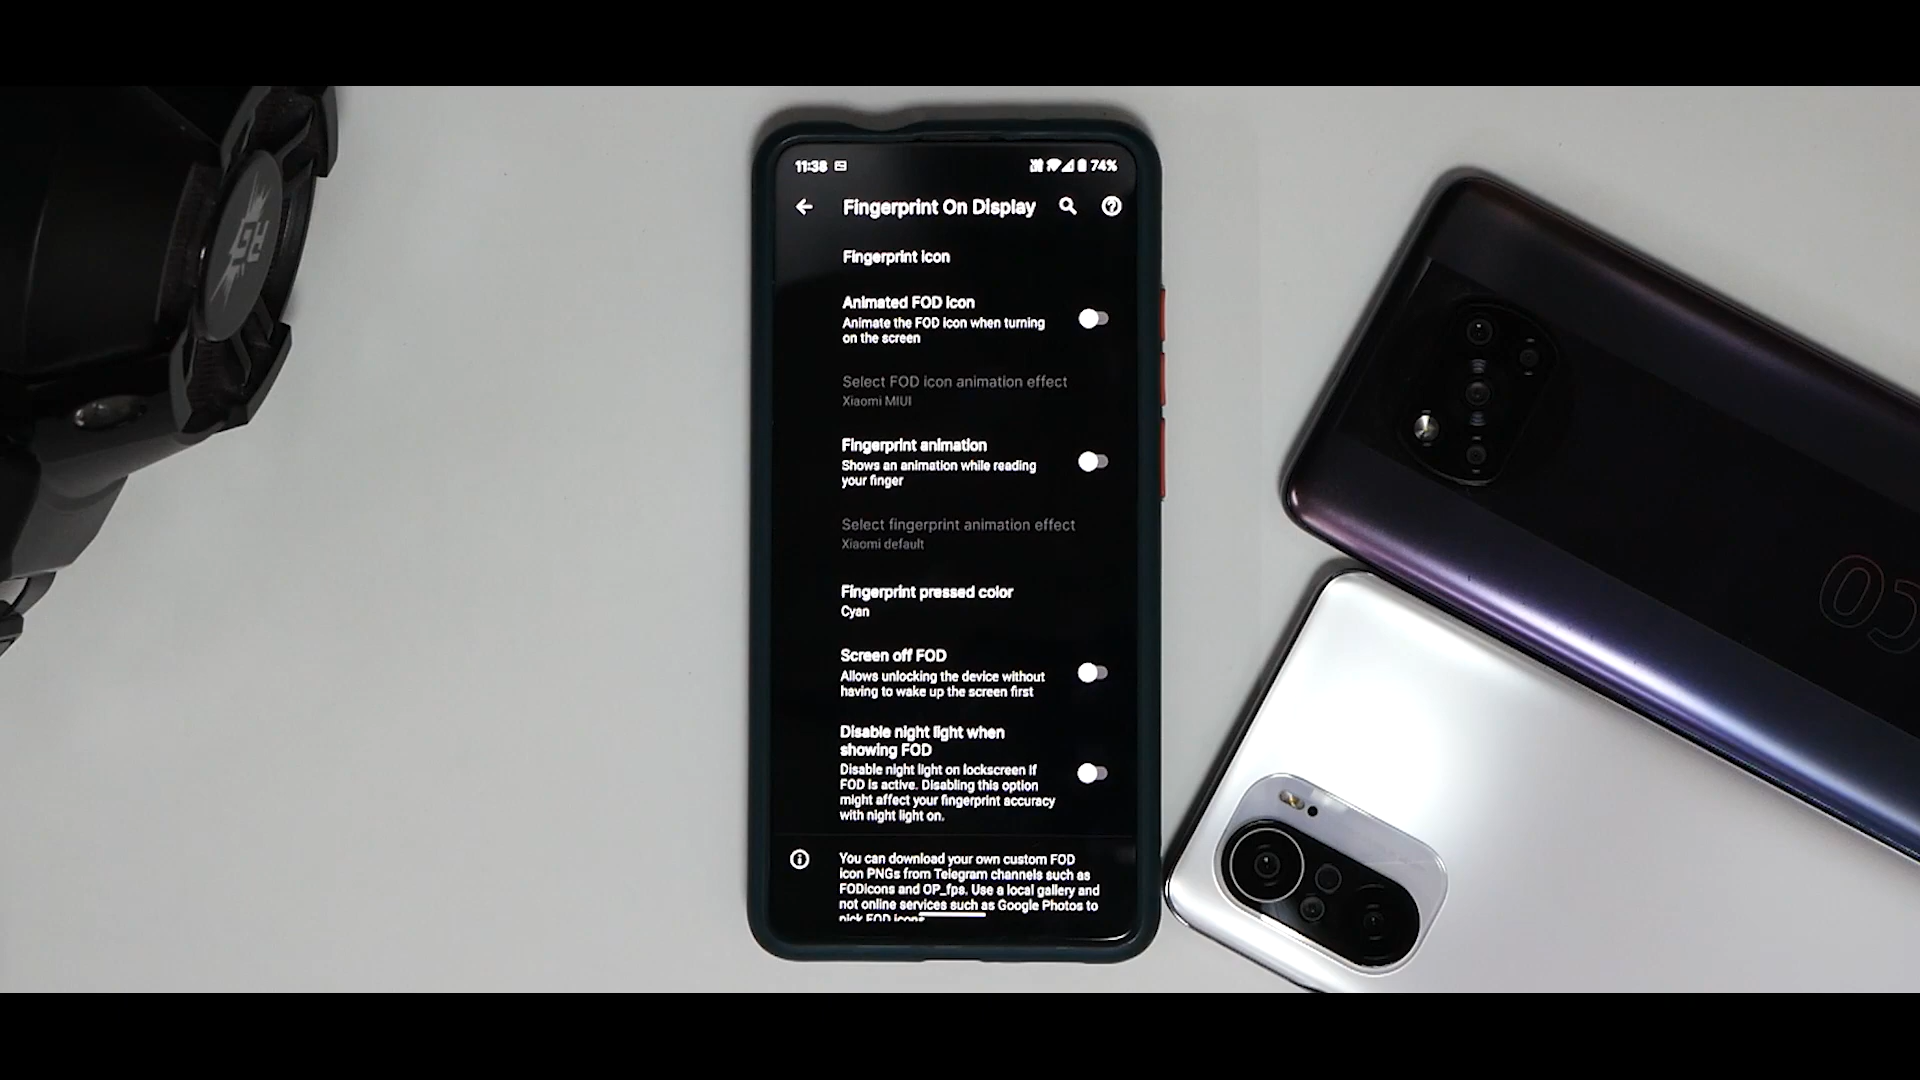 11:38
74%
Fingerprint On Display
Fingerprint icon
Animated FOD icon
Animate the FOD icon when turning
on the screen
Select FOD icon animation effect
Xiaomi MIUI
Fingerprint animation
Shows an animation while reading
your finger
Select fingerprint animation effect
Xiaomi default
Fingerprint pressed color
Cyan
Screen off FOD
Allows unlocking the device without
having to wake up the screen first
Disable night light when
showing FOD
Disable night light on lockscreen if
FOD is active. Disabling this option
might affect your fingerprint accuracy
with night light on.
You can download your own custom FOD
icon PNGs from Telegram channels such as
FODicons and OP_fps. Use a local gallery and
not online services such as Google Photos to
pick FOD icons